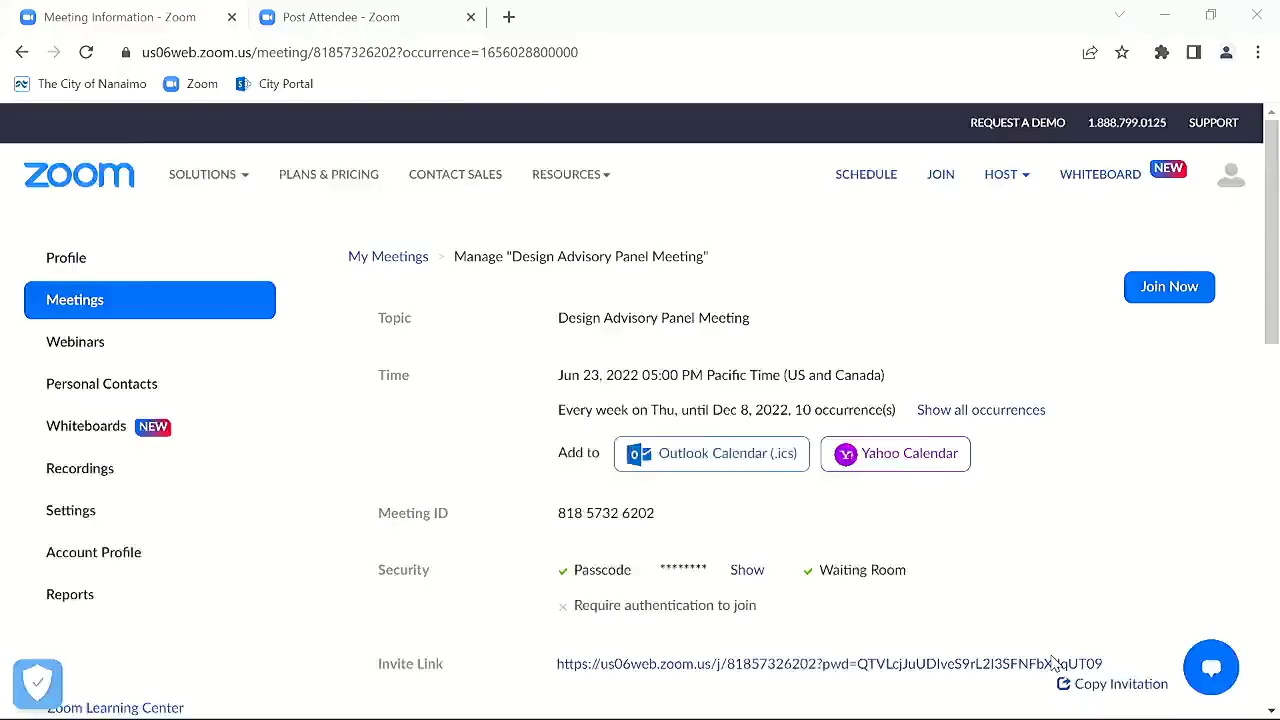 Meeting Information - Zoom
Post Attendee - Zoom
us06web.zoom.us/meeting/81857326202?occurrence=1656028800000
The City of Nanaimo
Zoom
City Portal
REQUEST A DEMO
1.888.799.0125
SUPPORT
zoom
SOLUTIONS
PLANS & PRICING
CONTACT SALES
RESOURCES
SCHEDULE
JOIN
HOST
WHITEBOARD
NEW
Profile
Meetings
Webinars
Personal Contacts
Whiteboards NEW
Recordings
Settings
Account Profile
Reports
Zoom Learning Center
My Meetings > Manage "Design Advisory Panel Meeting"
Join Now
Topic
Design Advisory Panel Meeting
Time
Jun 23, 2022 05:00 PM Pacific Time (US and Canada)
Every week on Thu, until Dec 8, 2022, 10 occurrence(s)
Show all occurrences
Add to
Outlook Calendar (.ics)
Yahoo Calendar
Meeting ID
818 5732 6202
Security
Passcode
********
Show
Waiting Room
Require authentication to join
Invite Link
Copy Invitation